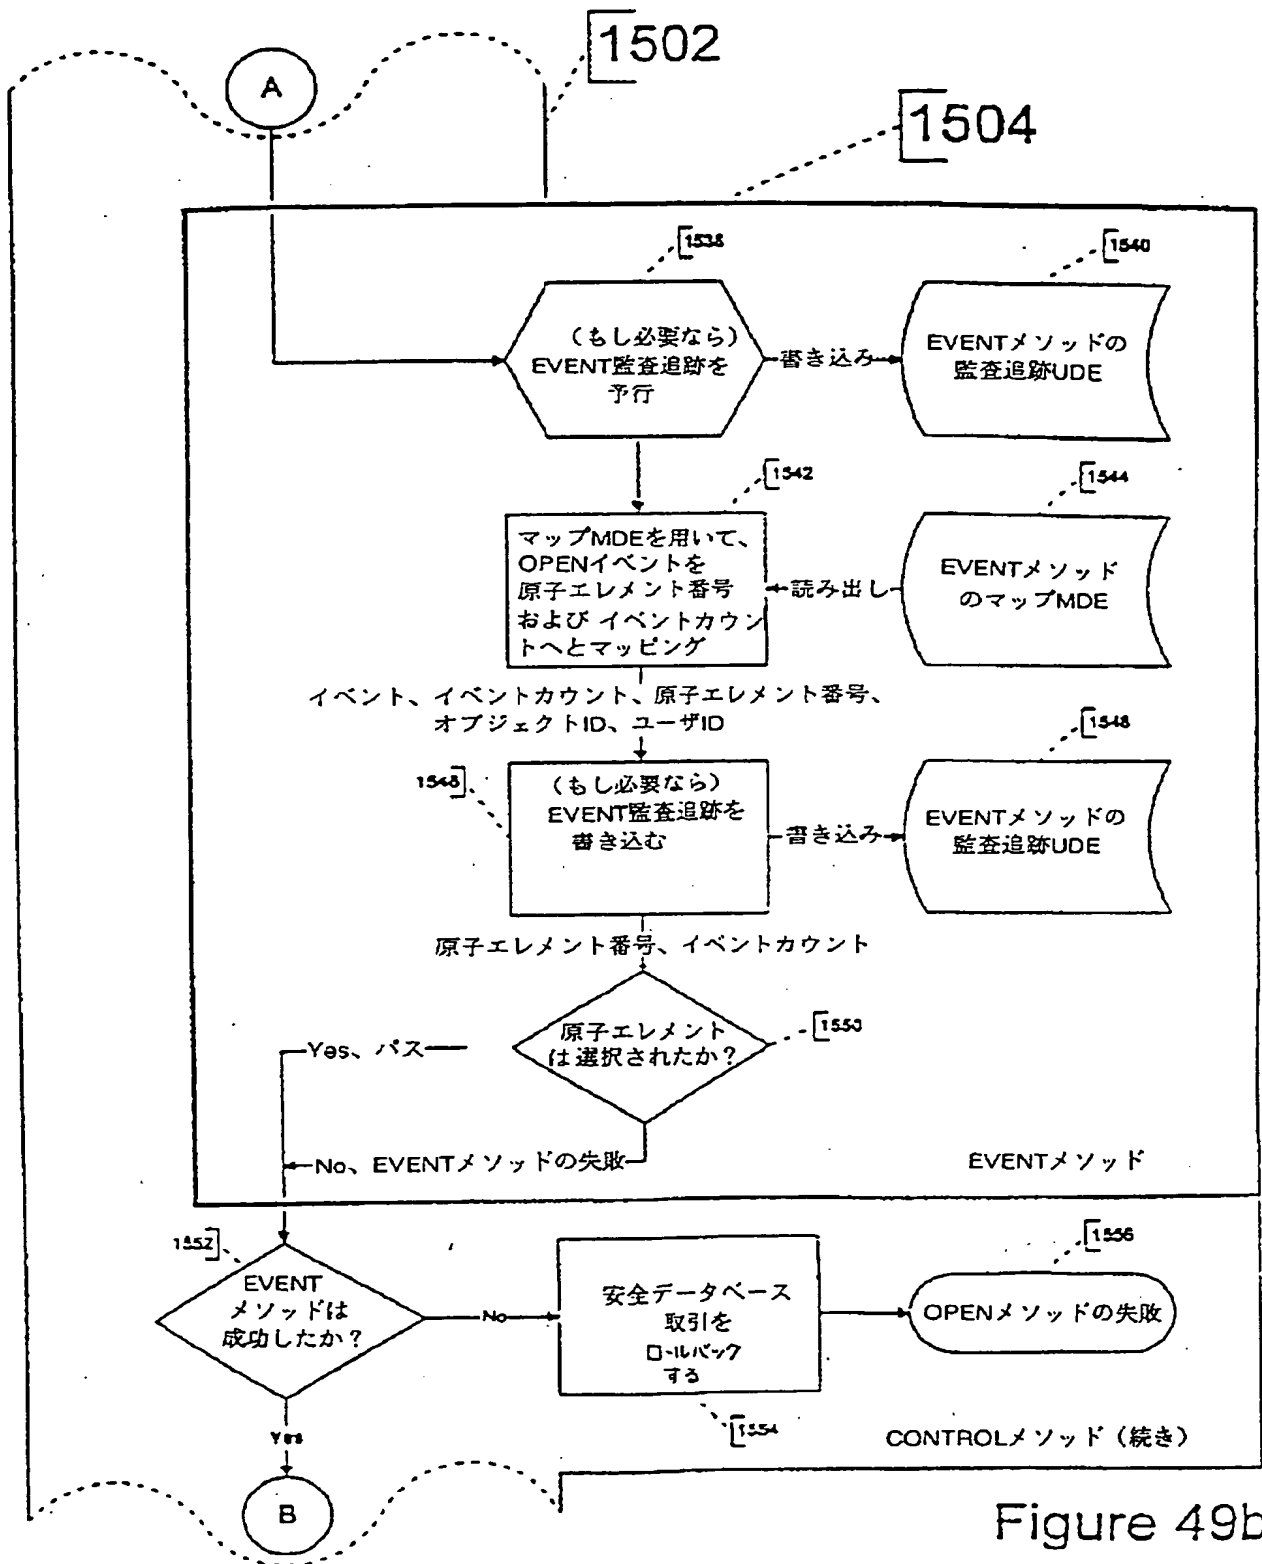 1502
A
1504
1538
1540
(もし必要なら)
EVENT監査追跡を
予行
書き込み
EVENTメソッドの
監査追跡UDE
1542
1544
マップMDEを用いて、
OPENイベントを
原子エレメント番号
および イベントカウン
トへとマッピング
読み出し
EVENTメソッド
のマップMDE
イベント、イベントカウント、原子エレメント番号、
オブジェクトID、ユーザID
1548
(もし必要なら)
EVENT監査追跡を
書き込む
書き込み
EVENTメソッドの
監査追跡UDE
原子エレメント番号、イベントカウント
1550
原子エレメント
は選択されたか?
Yes、パス
No、EVENTメソッドの失敗
EVENTメソッド
1552
EVENT
メソッドは
成功したか?
No
安全データベース
取引を
ロールバック
する
1556
OPENメソッドの失敗
1554
Yes
CONTROLメソッド(続き)
B
Figure 49b